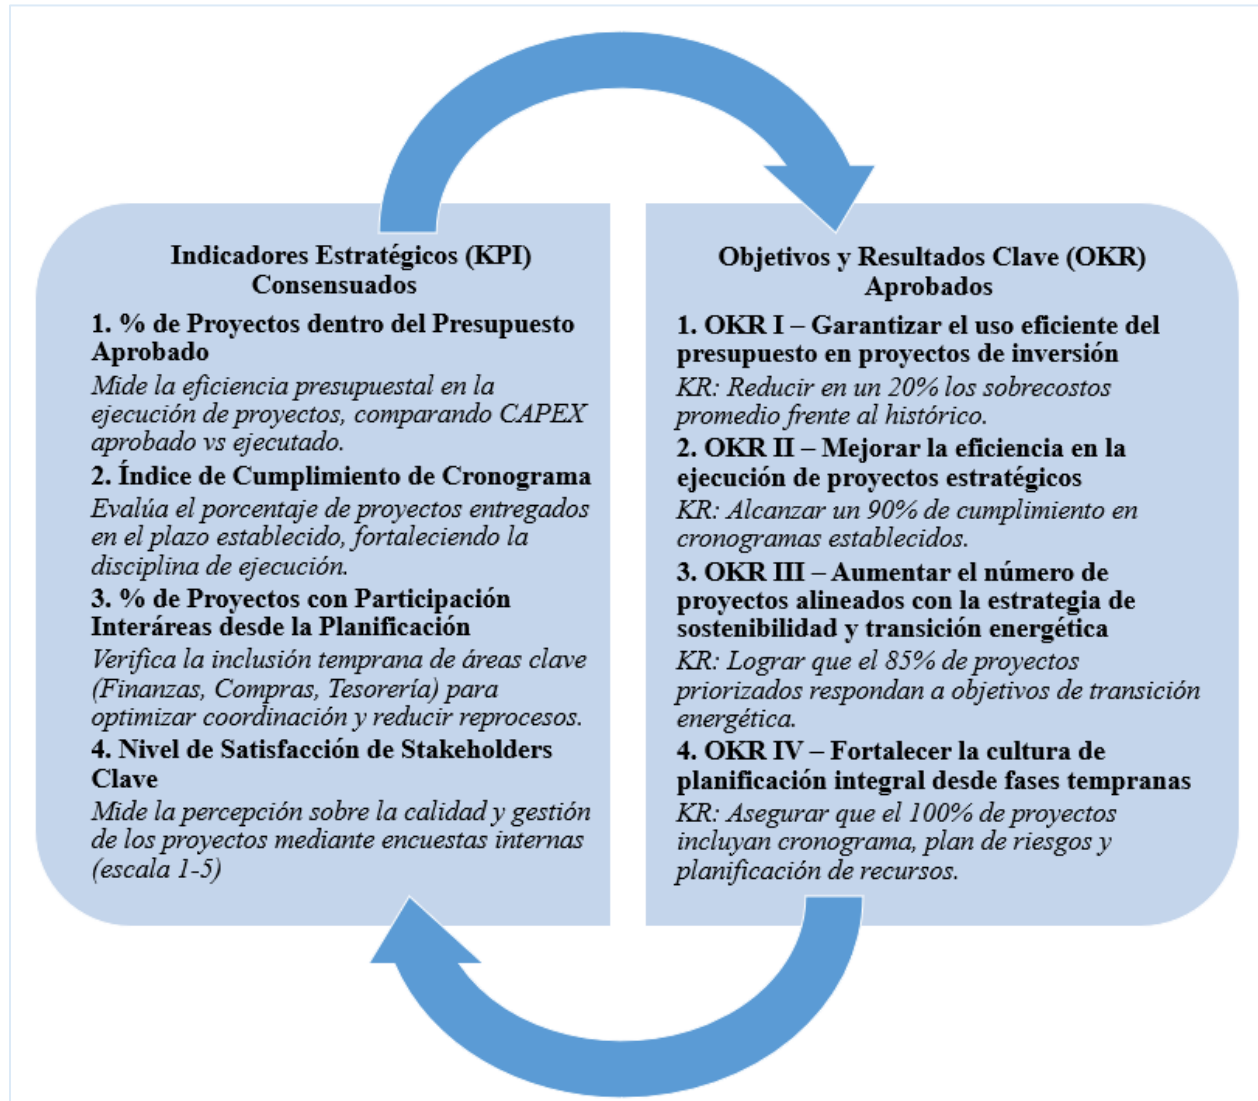 Indicadores Estratégicos (KPI)
Consensuados
1. % de Proyectos dentro del Presupuesto
Aprobado
Mide la eficiencia presupuestal en la
ejecución de proyectos, comparando CAPEX
aprobado vs ejecutado.
2. Índice de Cumplimiento de Cronograma
Evalúa el porcentaje de proyectos entregados
en el plazo establecido, fortaleciendo la
disciplina de ejecución.
3. % de Proyectos con Participación
Interáreas desde la Planificación
Verifica la inclusión temprana de áreas clave
(Finanzas, Compras, Tesorería) para
optimizar coordinación y reducir reprocesos.
4. Nivel de Satisfacción de Stakeholders
Clave
Mide la percepción sobre la calidad y gestión
de los proyectos mediante encuestas internas
(escala 1-5)
Objetivos y Resultados Clave (OKR)
Aprobados
1. OKR I – Garantizar el uso eficiente del
presupuesto en proyectos de inversión
KR: Reducir en un 20% los sobrecostos
promedio frente al histórico.
2. OKR II – Mejorar la eficiencia en la
ejecución de proyectos estratégicos
KR: Alcanzar un 90% de cumplimiento en
cronogramas establecidos.
3. OKR III – Aumentar el número de
proyectos alineados con la estrategia de
sostenibilidad y transición energética
KR: Lograr que el 85% de proyectos
priorizados respondan a objetivos de transición
energética.
4. OKR IV – Fortalecer la cultura de
planificación integral desde fases tempranas
KR: Asegurar que el 100% de proyectos
incluyan cronograma, plan de riesgos y
planificación de recursos.